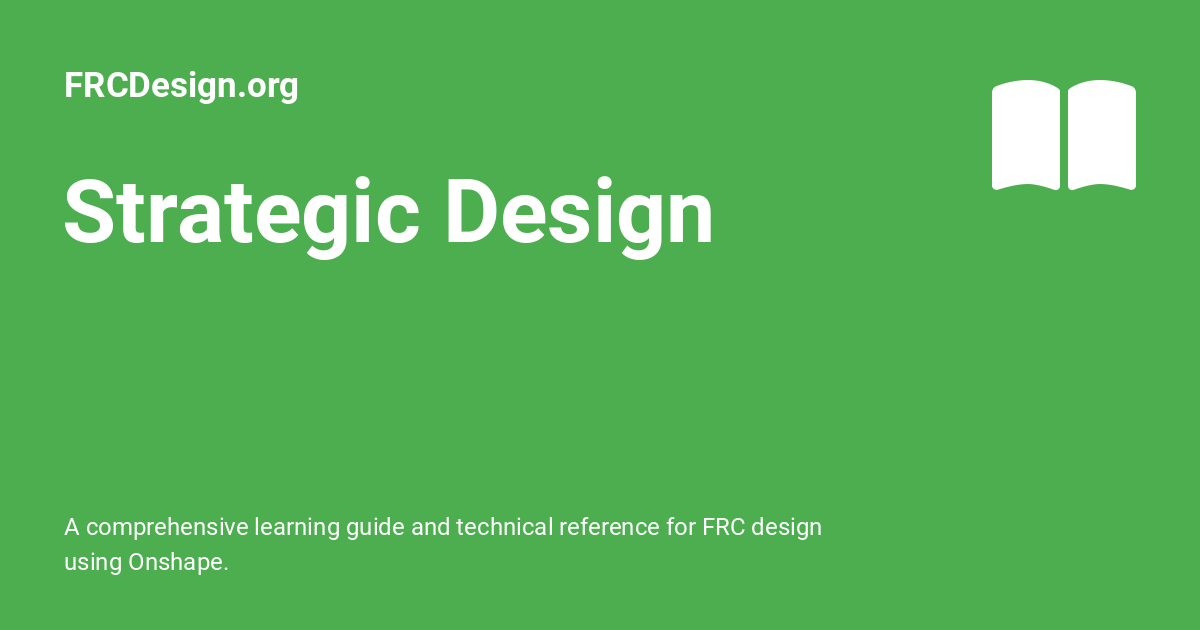 FRCDesign.org
Strategic Design
A comprehensive learning guide and technical reference for FRC design
using Onshape.